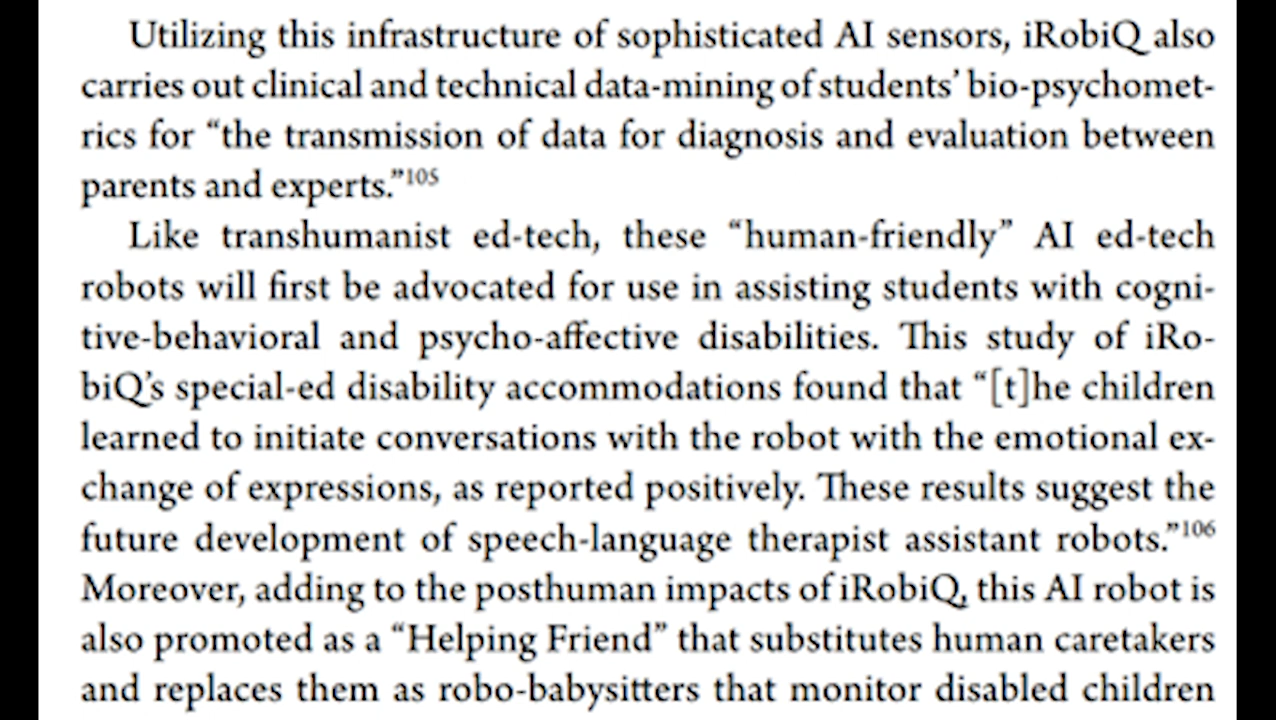 Utilizing this infrastructure of sophisticated AI sensors, iRobiQ also
carries out clinical and technical data-mining of students’ bio-psychomet-
rics for “the transmission of data for diagnosis and evaluation between
parents and experts.”105
Like transhumanist ed-tech, these “human-friendly” AI ed-tech
robots will first be advocated for use in assisting students with cogni-
tive-behavioral and psycho-affective disabilities. This study of iRo-
biQ’s special-ed disability accommodations found that “[t]he children
learned to initiate conversations with the robot with the emotional ex-
change of expressions, as reported positively. These results suggest the
future development of speech-language therapist assistant robots.”106
Moreover, adding to the posthuman impacts of iRobiQ, this AI robot is
also promoted as a “Helping Friend” that substitutes human caretakers
and replaces them as robo-babysitters that monitor disabled children